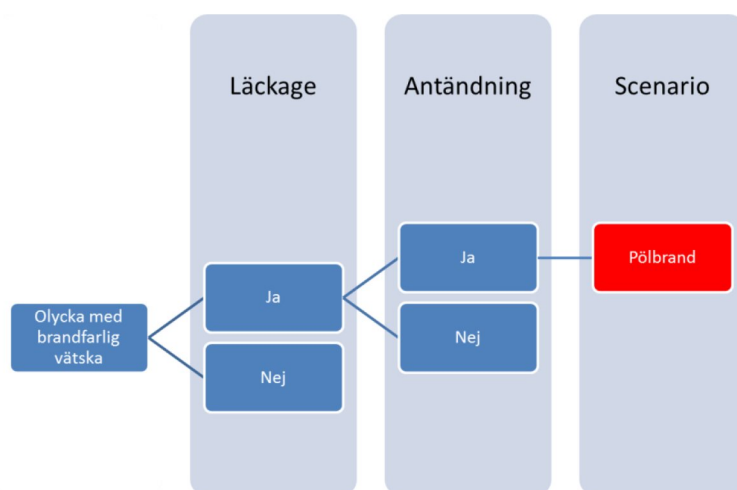 Läckage
Antändning
Scenario
Ja
Pölbrand
Ja
Olycka med
brandfarlig
vätska
Nej
Nej